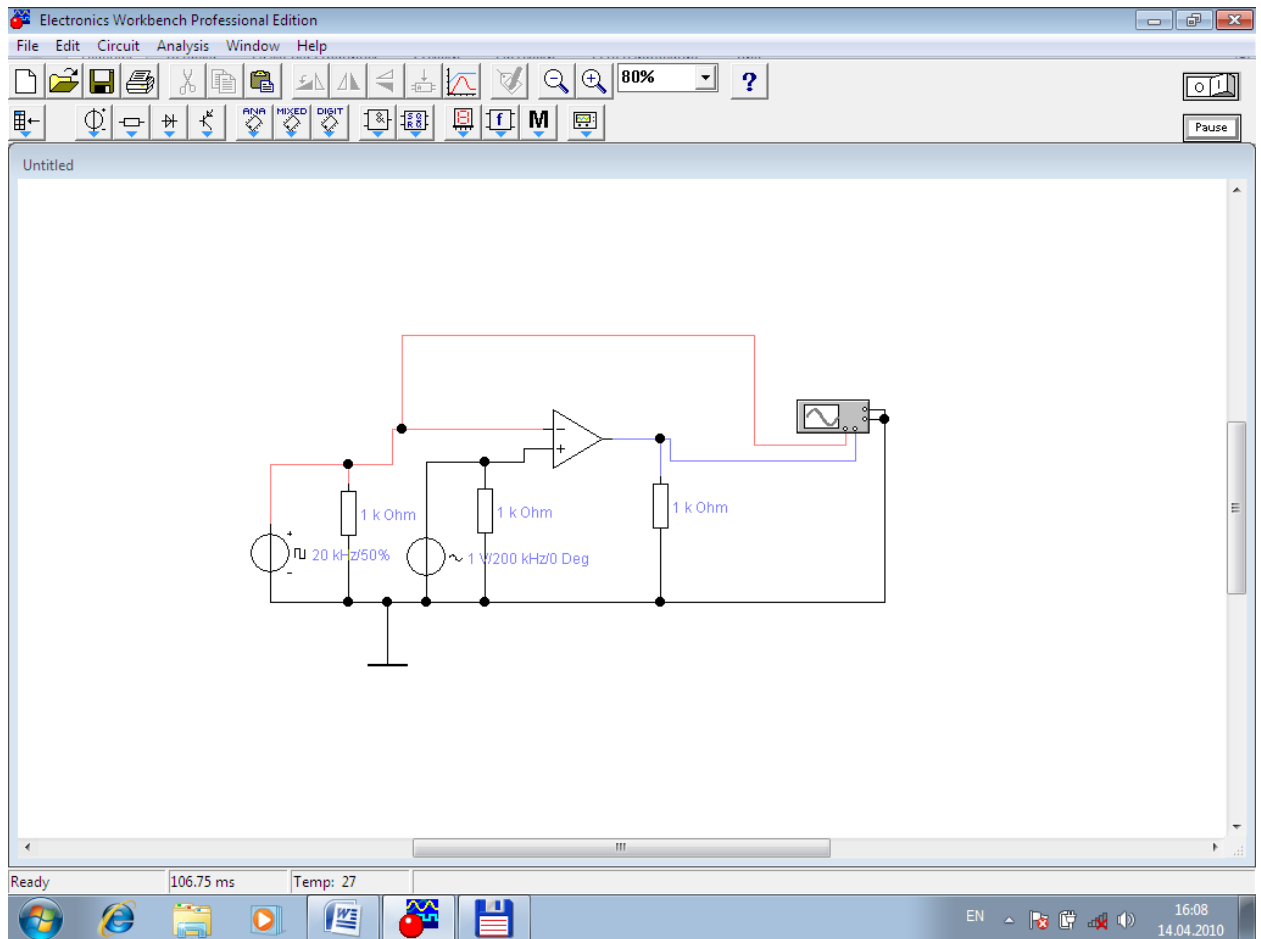 Electronics Workbench Professional Edition
File Edit Circuit Analysis Window Help
80%
?
ANA MIXED DIGIT
M
Pause
Untitled
1 k Ohm
1 k Ohm
1 k Ohm
20 kHz/50%
1 V/200 kHz/0 Deg
Ready 106.75 ms Temp: 27
EN 16:08
14.04.2010